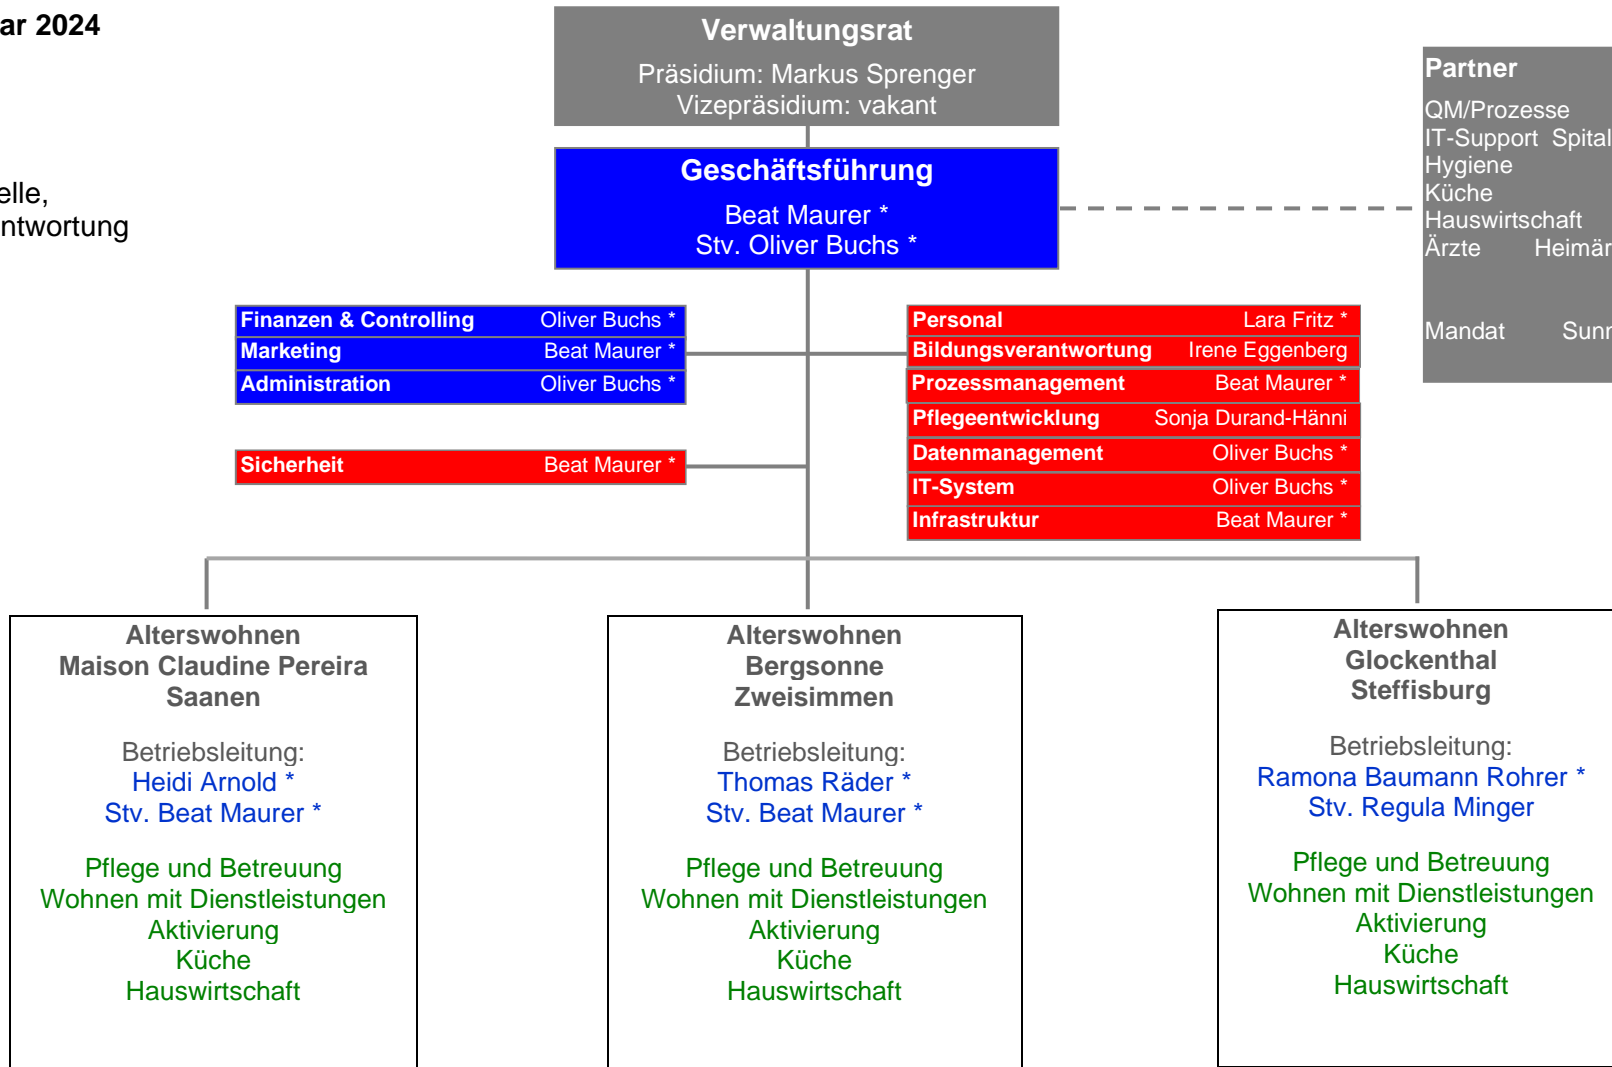 ar 2024
elle,
ntwortung
Verwaltungsrat
Präsidium: Markus Sprenger
Vizepräsidium: vakant
Geschäftsführung
Beat Maurer *
Stv. Oliver Buchs *
Partner
QM/Prozesse
IT-Support Spital
Hygiene
Küche
Hauswirtschaft
Ärzte Heimär
Mandat Sunr
Finanzen & Controlling Oliver Buchs *
Marketing Beat Maurer *
Administration Oliver Buchs *
Sicherheit Beat Maurer *
Personal Lara Fritz *
Bildungsverantwortung Irene Eggenberg
Prozessmanagement Beat Maurer *
Pflegeentwicklung Sonja Durand-Hänni
Datenmanagement Oliver Buchs *
IT-System Oliver Buchs *
Infrastruktur Beat Maurer *
Alterswohnen
Maison Claudine Pereira
Saanen
Betriebsleitung:
Heidi Arnold *
Stv. Beat Maurer *
Pflege und Betreuung
Wohnen mit Dienstleistungen
Aktivierung
Küche
Hauswirtschaft
Alterswohnen
Bergsonne
Zweisimmen
Betriebsleitung:
Thomas Räder *
Stv. Beat Maurer *
Pflege und Betreuung
Wohnen mit Dienstleistungen
Aktivierung
Küche
Hauswirtschaft
Alterswohnen
Glockenthal
Steffisburg
Betriebsleitung:
Ramona Baumann Rohrer *
Stv. Regula Minger
Pflege und Betreuung
Wohnen mit Dienstleistungen
Aktivierung
Küche
Hauswirtschaft